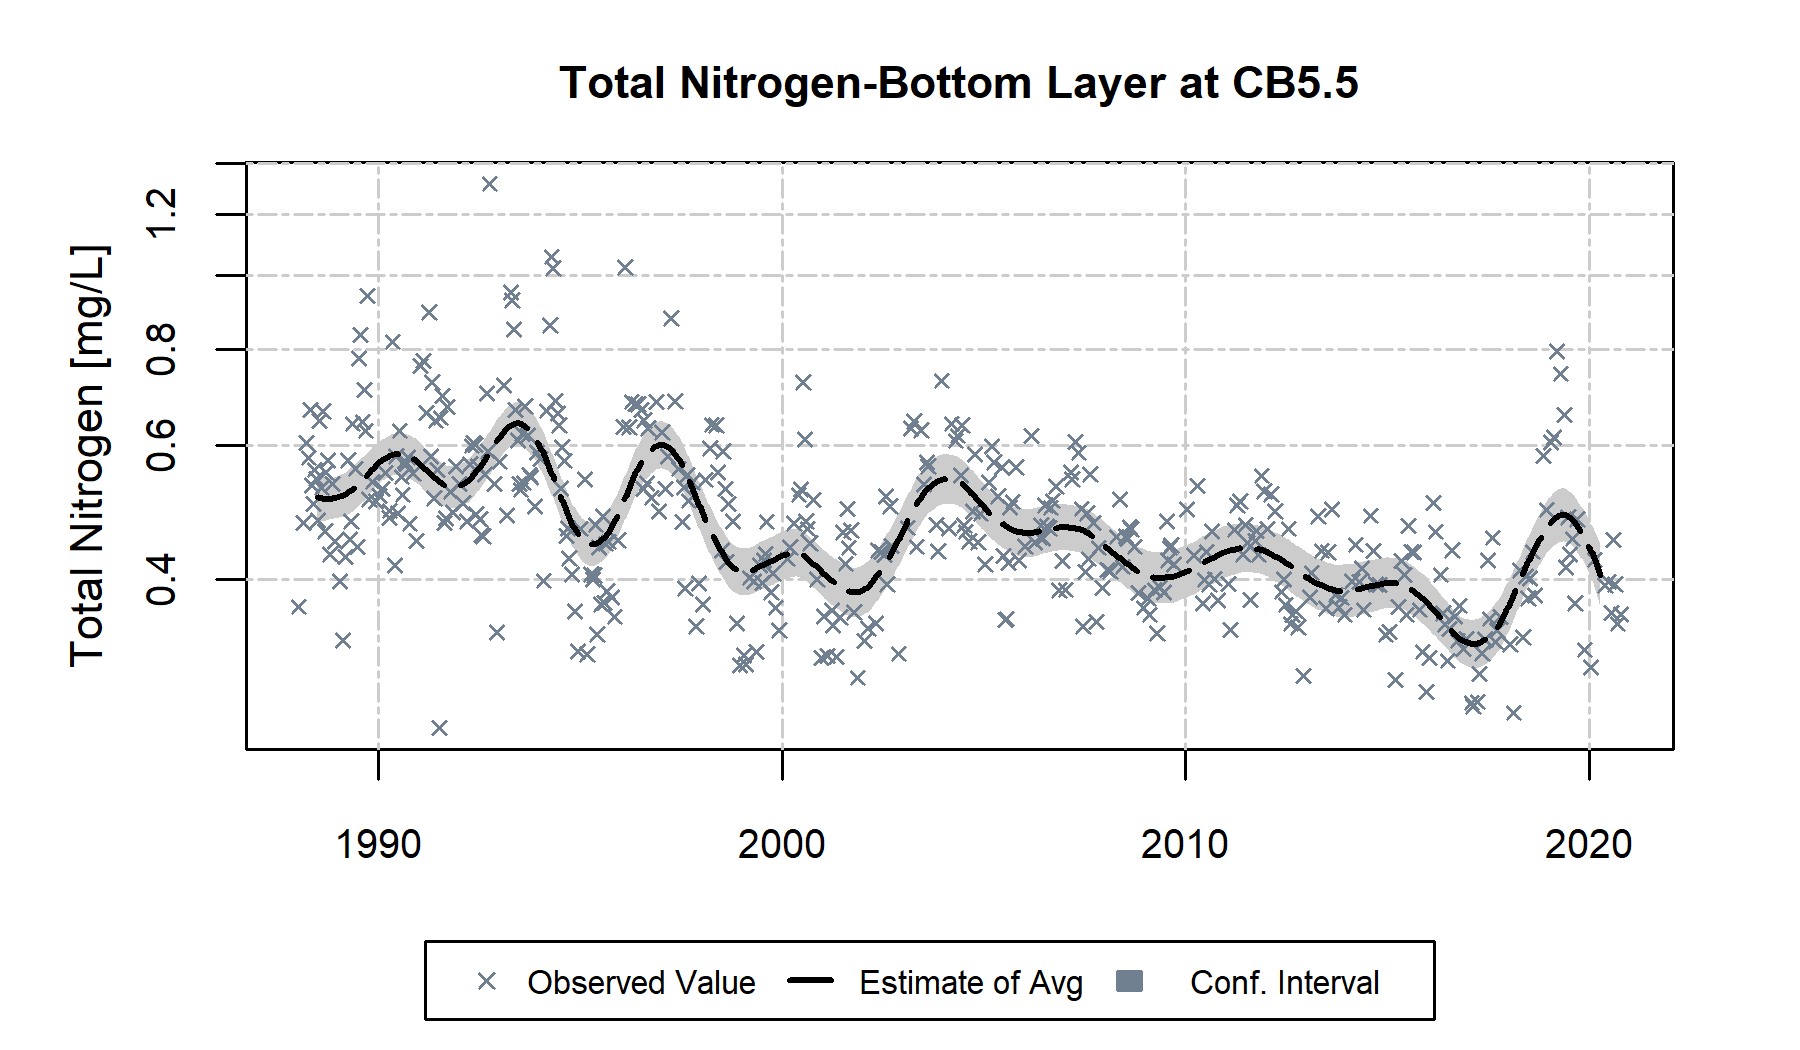 Total Nitrogen-Bottom Layer at CB5.5
Total Nitrogen [mg/L]
1.2
0.8
0.6
0.4
1990 2000 2010 2020
Observed Value Estimate of Avg Conf. Interval